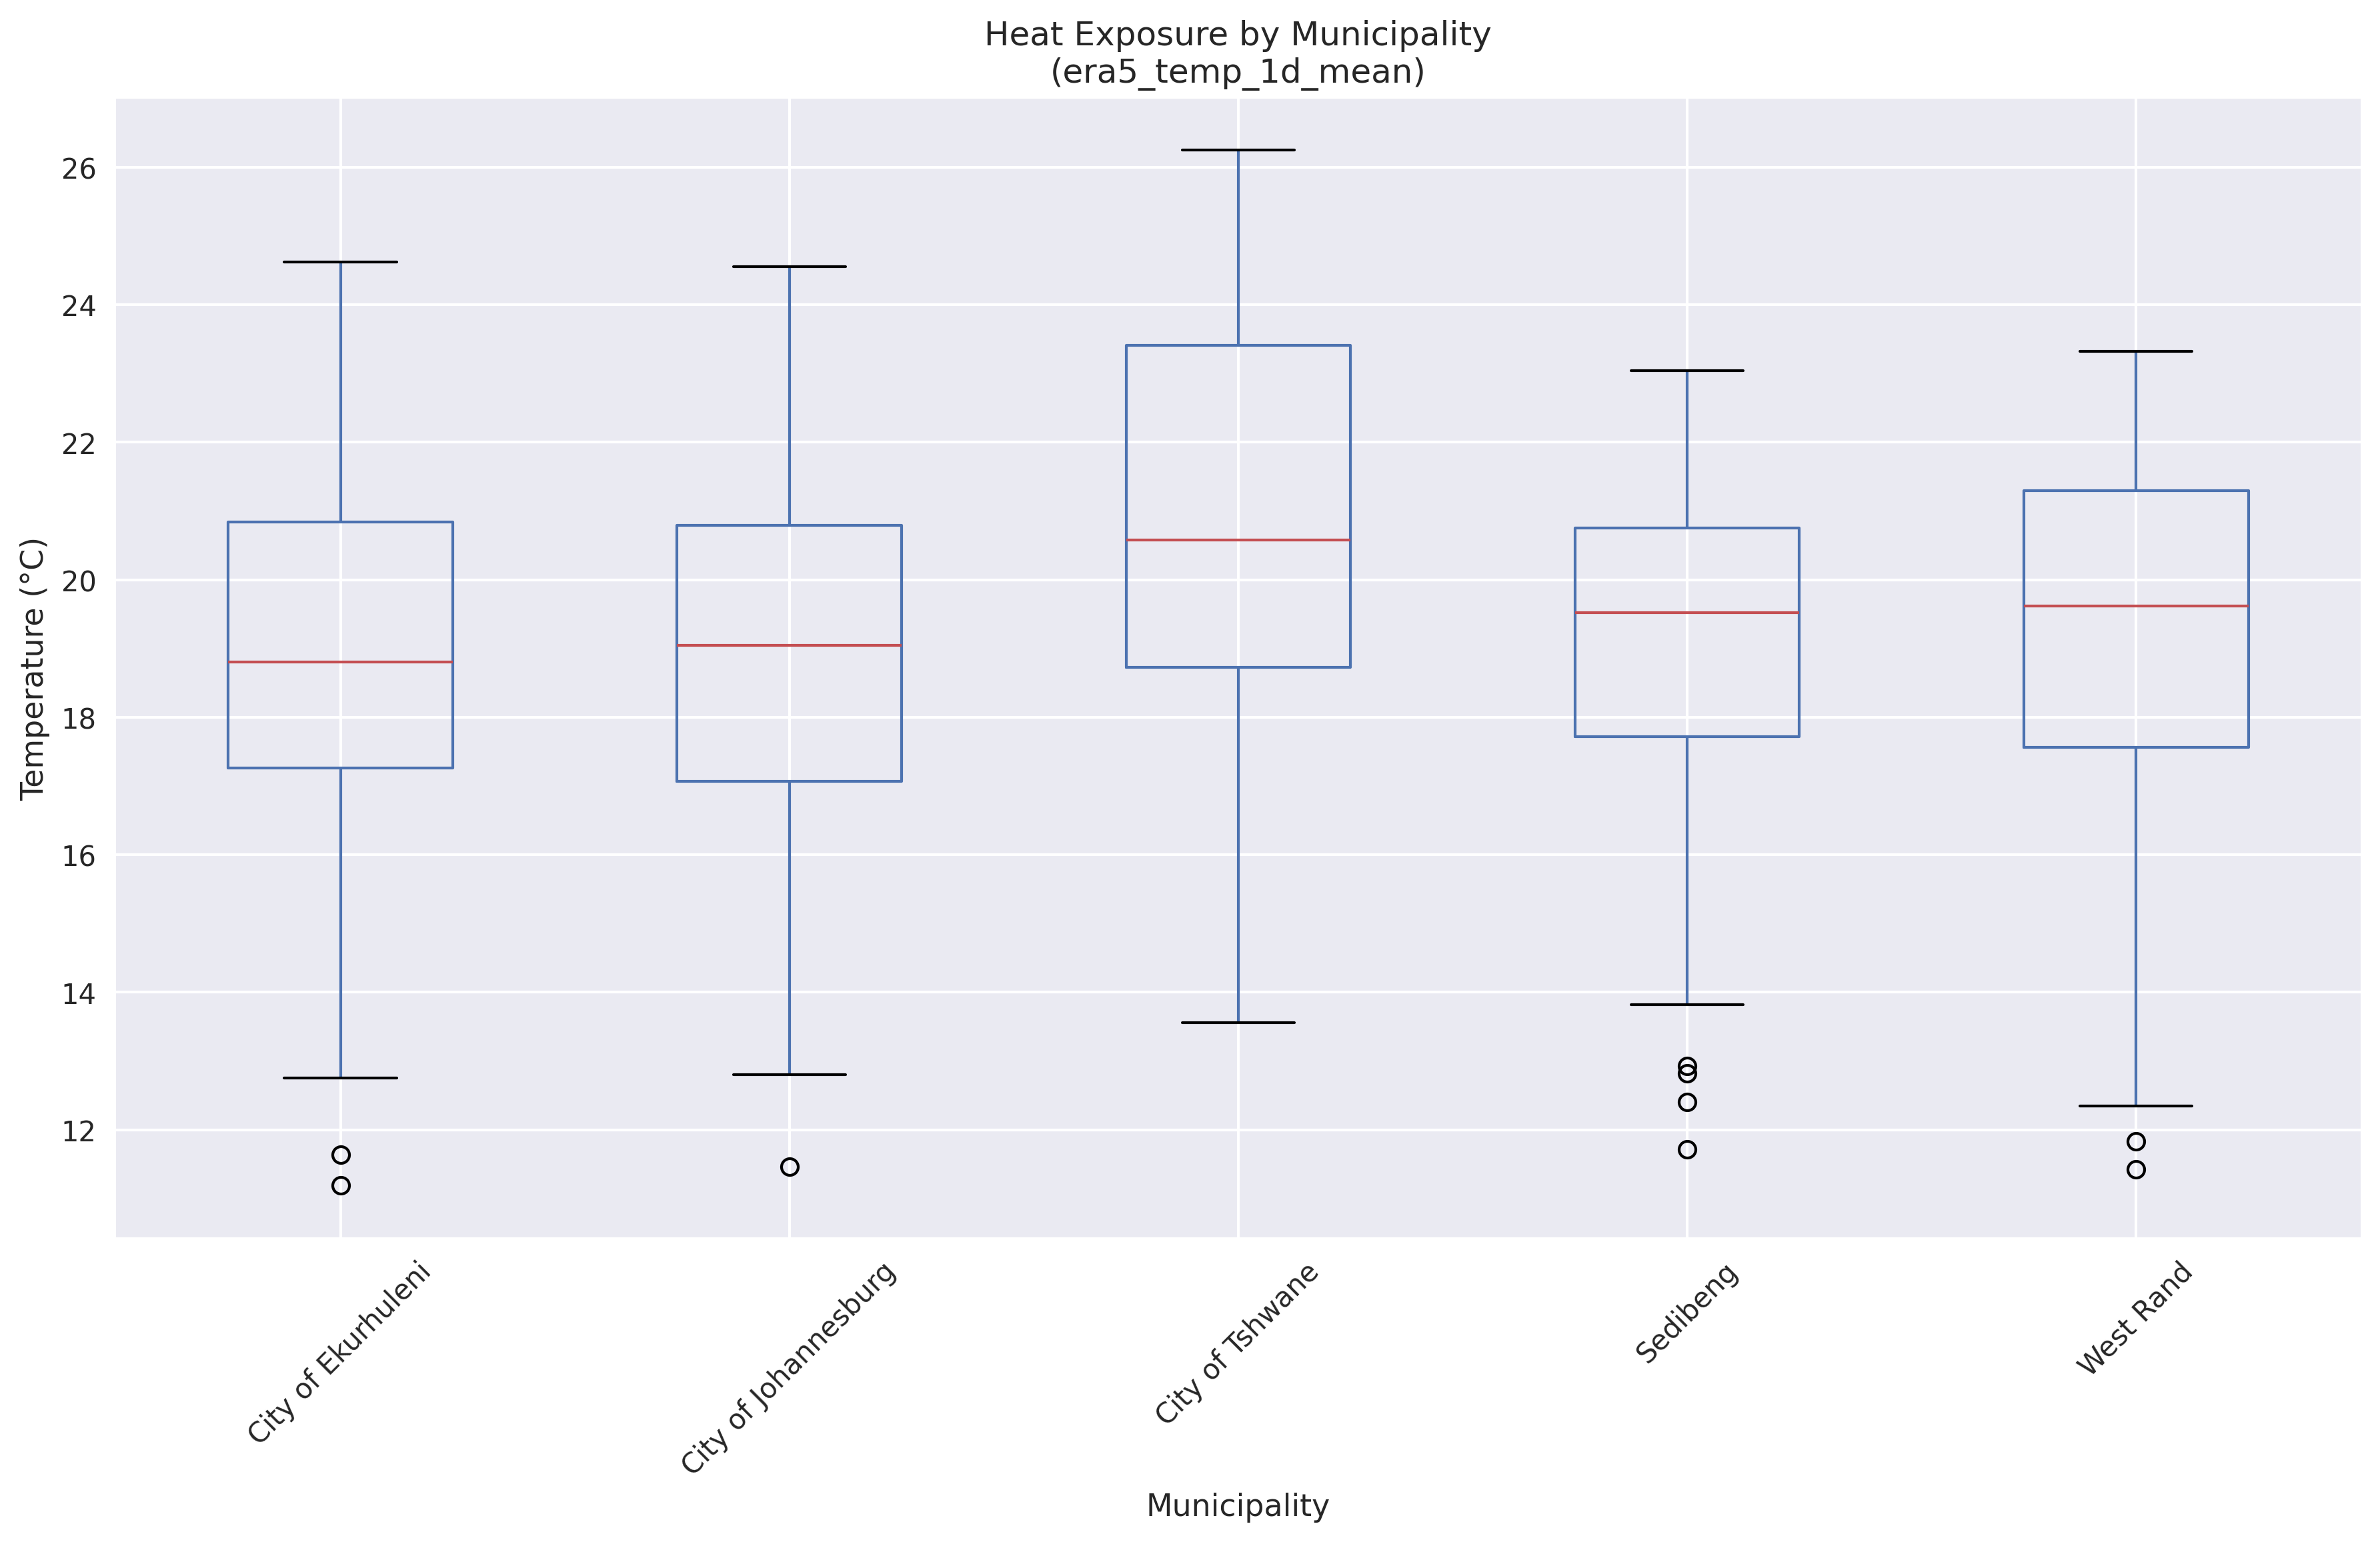 Heat Exposure by Municipality
(era5_temp_1d_mean)
Temperature (°C)
26
24
22
20
18
16
14
12
City of Ekurhuleni
City of Johannesburg
City of Tshwane
Sedibeng
West Rand
Municipality